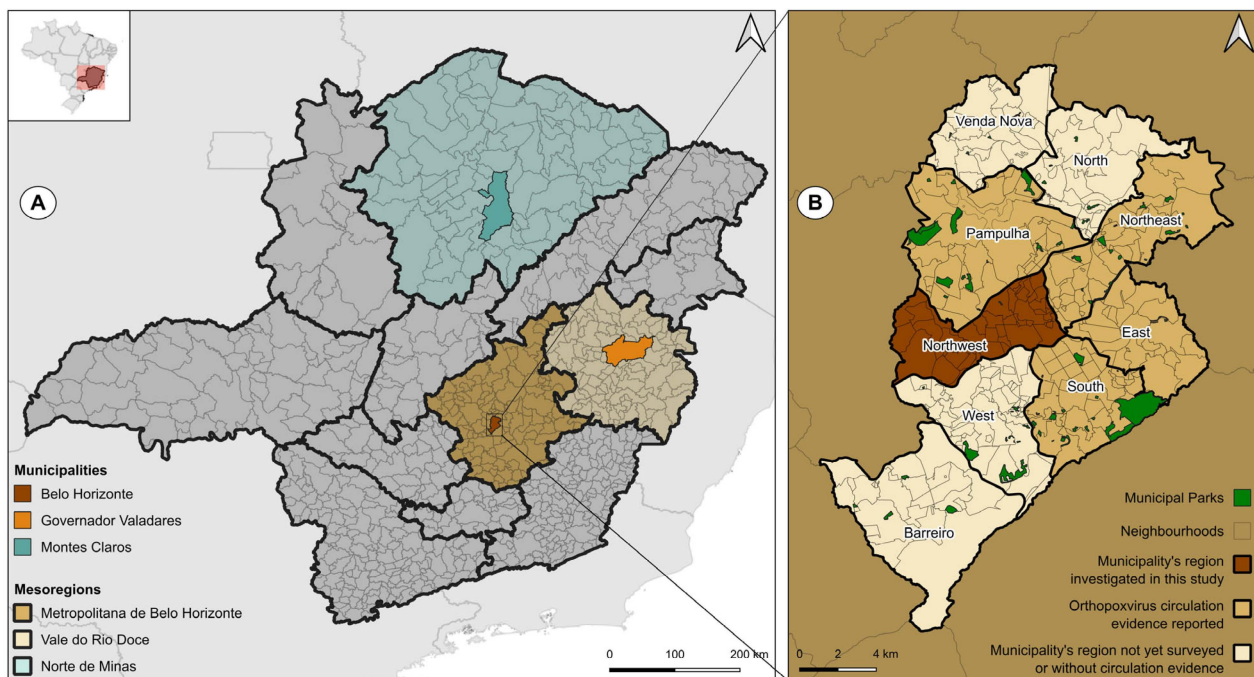 A
Municipalities
Belo Horizonte
Governador Valadares
Montes Claros
Mesoregions
Metropolitana de Belo Horizonte
Vale do Rio Doce
Norte de Minas
0 100 200 km
B
Venda Nova
North
Northeast
Pampulha
East
Northwest
South
West
Barreiro
Municipal Parks
Neighbourhoods
Municipality's region
investigated in this study
Orthopoxvirus circulation
evidence reported
Municipality's region not yet surveyed
or without circulation evidence
0 2 4 km